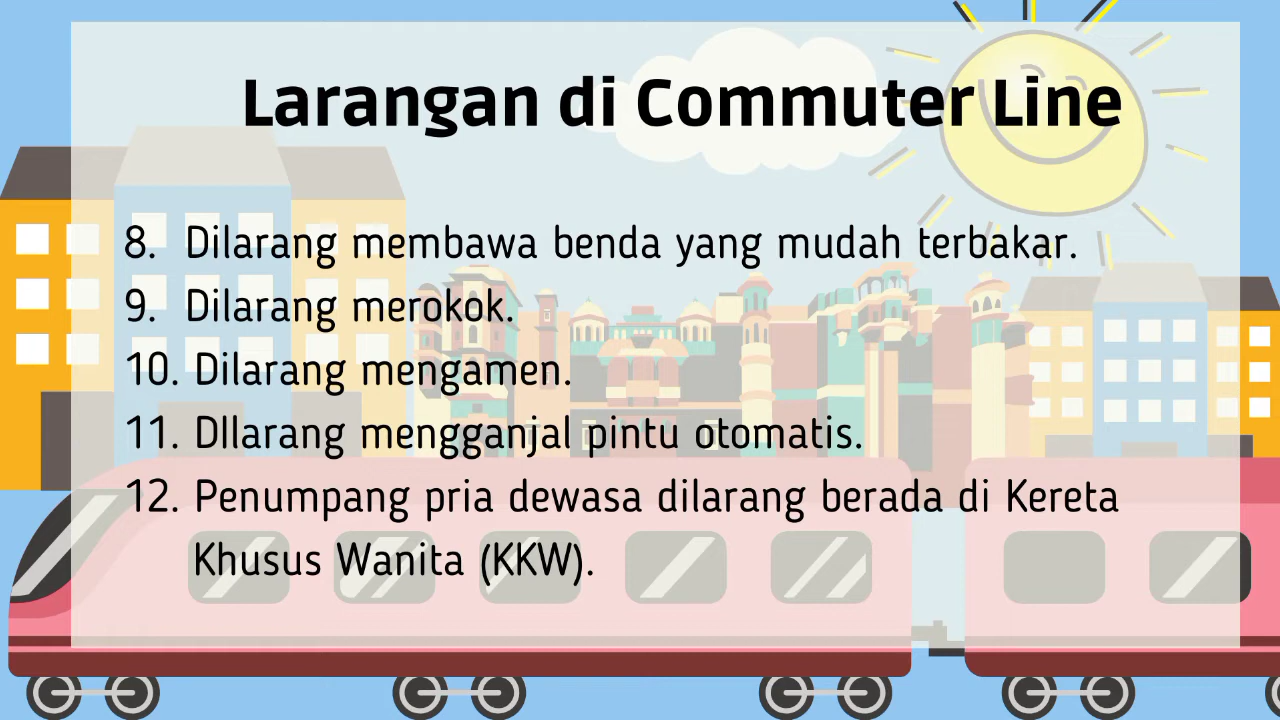 Larangan di Commuter Line
8. Dilarang membawa benda yang mudah terbakar.
9. Dilarang merokok.
10. Dilarang mengamen.
11. DIlarang mengganjal pintu otomatis.
12. Penumpang pria dewasa dilarang berada di Kereta
Khusus Wanita (KKW).